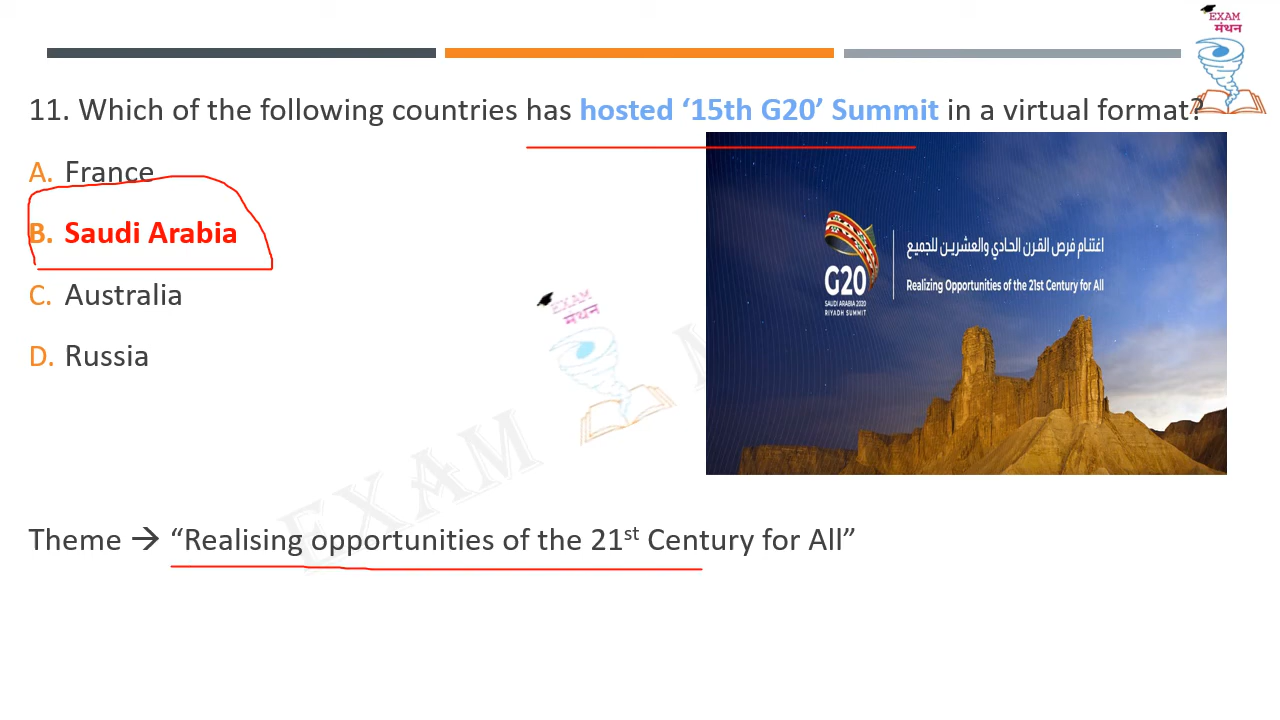 EXAM
मंथन
11. Which of the following countries has hosted ‘15th G20’ Summit in a virtual format?
A. France
B. Saudi Arabia
C. Australia
D. Russia
اغتنام فرص القرن الحادي والعشرين للجميع
Realizing Opportunities of the 21st Century for All
G20
SAUDI ARABIA 2020
RIYADH SUMMIT
EXAM
मंथन
EXAM M
Theme → “Realising opportunities of the 21st Century for All”